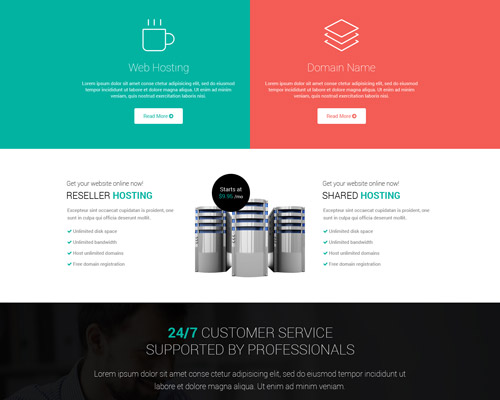 Web Hosting
Lorem ipsum dolor sit amet conse ctetur adipisicing elit, sed do eiusmod tempor incididunt
ut labore et dolore magna aliqua. Ut enim ad minim
veniam, quis nostrud exercitation laboris nisi.
Read More
Domain Name
Lorem ipsum dolor sit amet conse ctetur adipisicing elit, sed do eiusmod tempor incididunt
ut labore et dolore magna aliqua. Ut enim ad minim
veniam, quis nostrud exercitation laboris nisi.
Read More
Get your website online now!
RESELLER HOSTING
Excepteur sint occaecat cupidatat is proident, one
sunt in culpa qui officia deserunt mollit.
Unlimited disk space
Unlimited bandwidth
Host unlimited domains
Free domain registration
Starts at
$9.96 /mo
Get your website online now!
SHARED HOSTING
Excepteur sint occaecat cupidatat is proident, one
sunt in culpa qui officia deserunt mollit.
Unlimited disk space
Unlimited bandwidth
Host unlimited domains
Free domain registration
24/7 CUSTOMER SERVICE
SUPPORTED BY PROFESSIONALS
Lorem ipsum dolor sit amet conse ctetur adipisicing elit, sed do
eiusmod tempor incididunt ut labore et dolore magna aliqua. Ut enim